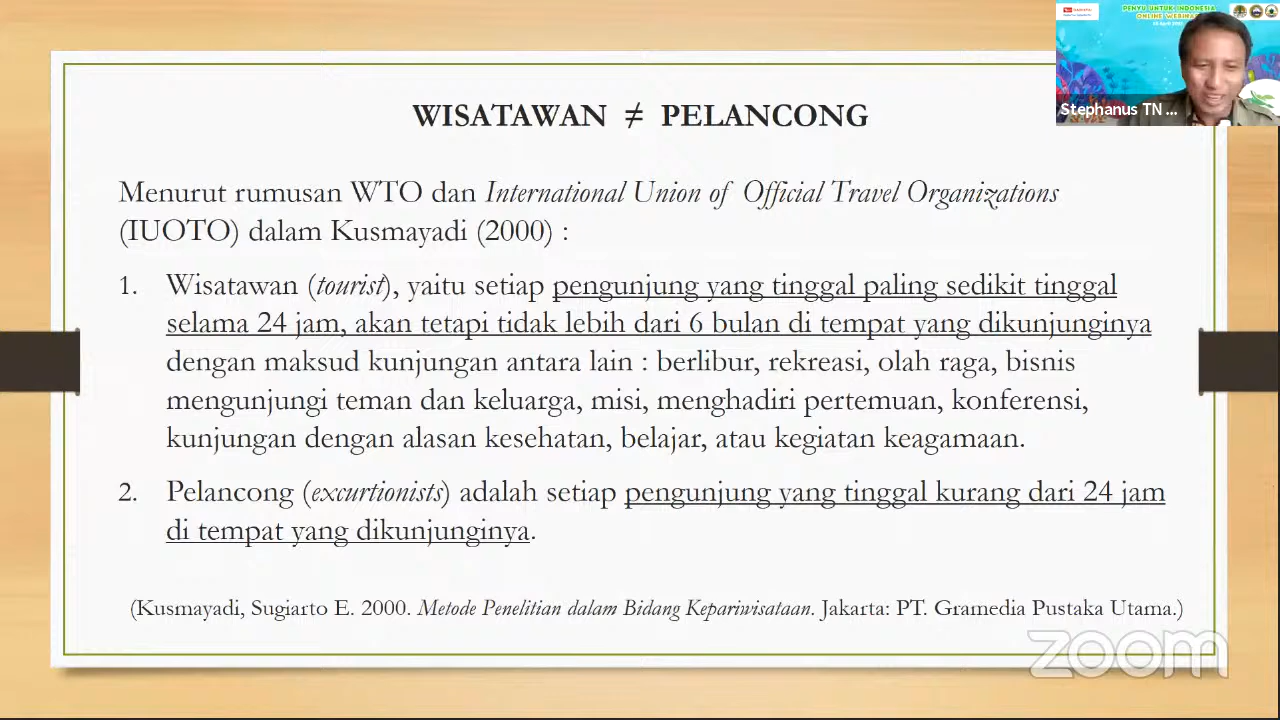 WISATAWAN ≠ PELANCONG
Menurut rumusan WTO dan International Union of Official Travel Organizations
(IUOTO) dalam Kusmayadi (2000) :
1. Wisatawan (tourist), yaitu setiap pengunjung yang tinggal paling sedikit tinggal
selama 24 jam, akan tetapi tidak lebih dari 6 bulan di tempat yang dikunjunginya
dengan maksud kunjungan antara lain : berlibur, rekreasi, olah raga, bisnis
mengunjungi teman dan keluarga, misi, menghadiri pertemuan, konferensi,
kunjungan dengan alasan kesehatan, belajar, atau kegiatan keagamaan.
2. Pelancong (excurtionists) adalah setiap pengunjung yang tinggal kurang dari 24 jam
di tempat yang dikunjunginya.
(Kusmayadi, Sugiarto E. 2000. Metode Penelitian dalam Bidang Kepariwisataan. Jakarta: PT. Gramedia Pustaka Utama.)
PENYU UNTUK INDONESIA
ONLINE WEBINAR
Stephanus TN ...
zoom